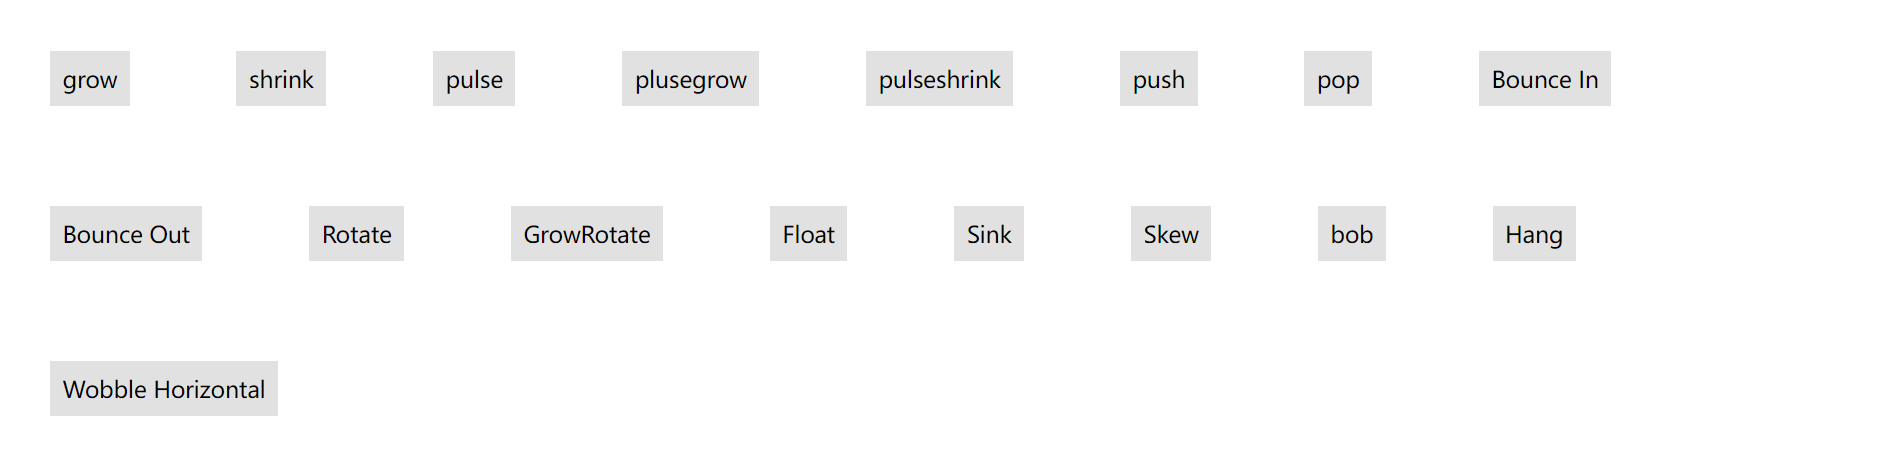 grow shrink pulse plusegrow pulseshrink push pop Bounce In
Bounce Out Rotate GrowRotate Float Sink Skew bob Hang
Wobble Horizontal